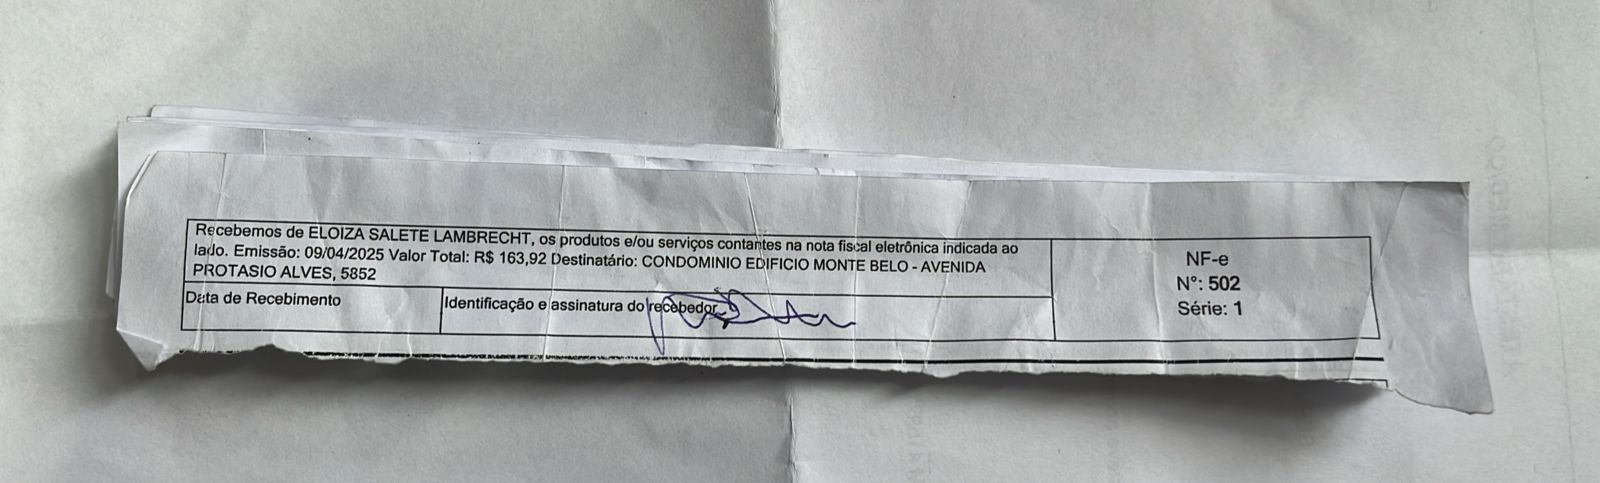 Recebemos de ELOIZA SALETE LAMBRECHT, os produtos e/ou serviços contantes na nota fiscal eletrônica indicada ao
lado. Emissão: 09/04/2025 Valor Total: R$ 163,92 Destinatário: CONDOMINIO EDIFICIO MONTE BELO - AVENIDA
PROTASIO ALVES, 5852
Data de Recebimento
Identificação e assinatura do recebedor
NF-e
N°: 502
Série: 1